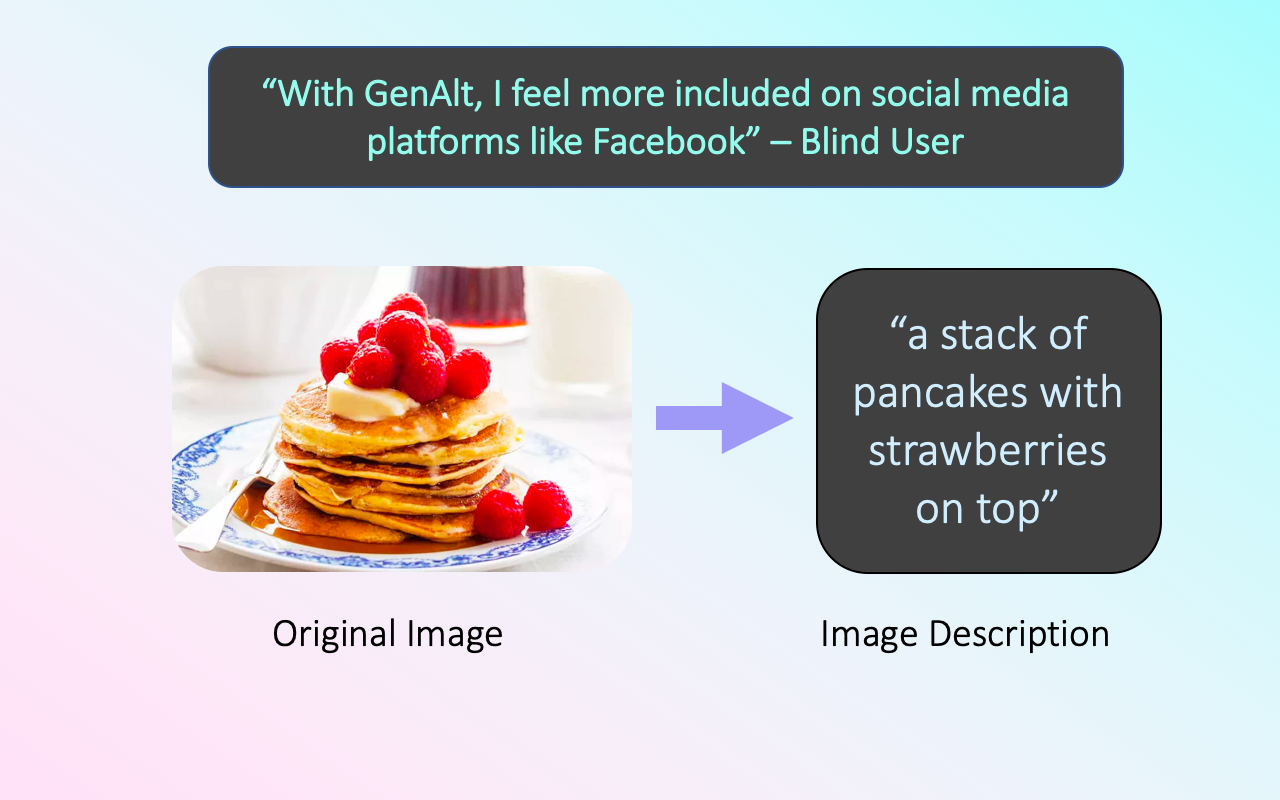 “With GenAlt, I feel more included on social media
platforms like Facebook” – Blind User
“a stack of
pancakes with
strawberries
on top”
Original Image
Image Description